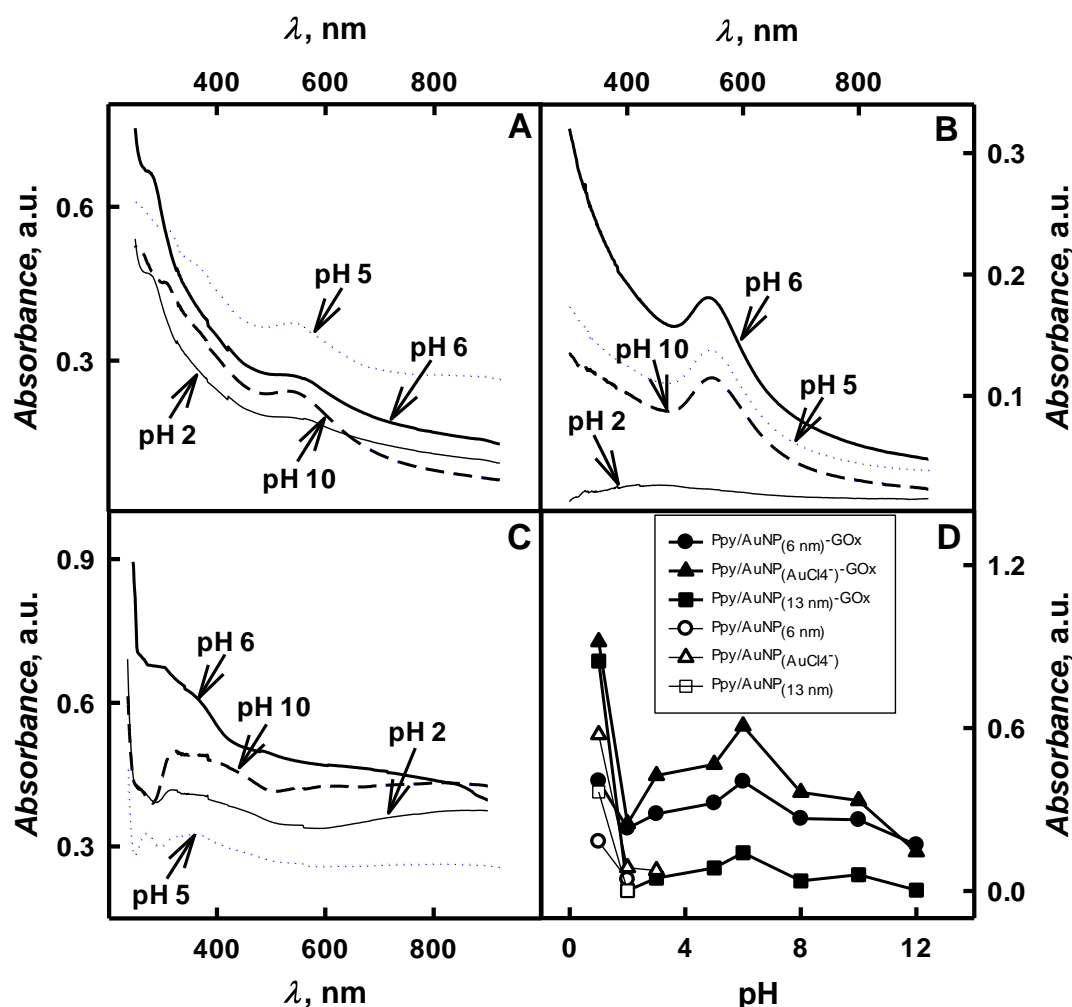 λ, nm
λ, nm
400 600 800
400 600 800
A
B
Absorbance, a.u.
0.6
0.3
pH 5
pH 6
pH 2
pH 10
pH 6
pH 10
pH 5
pH 2
0.3
0.2
0.1
Absorbance, a.u.
C
D
Absorbance, a.u.
0.9
0.6
0.3
pH 6
pH 10
pH 2
pH 5
Ppy/AuNP(6 nm)-GOx
Ppy/AuNP(AuCl4-)-GOx
Ppy/AuNP(13 nm)-GOx
Ppy/AuNP(6 nm)
Ppy/AuNP(AuCl4-)
Ppy/AuNP(13 nm)
1.2
0.6
0.0
Absorbance, a.u.
400 600 800
0 4 8 12
λ, nm
pH